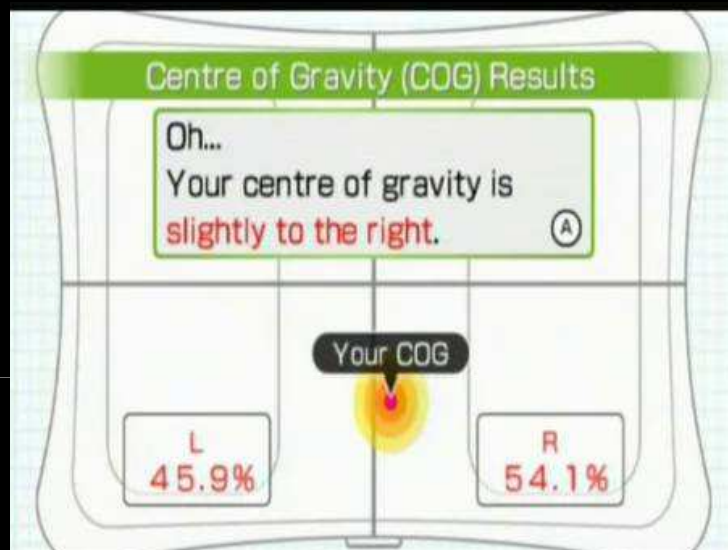 Centre of Gravity (COG) Results
Oh...
Your centre of gravity is
slightly to the right.
A
Your COG
L
45.9%
R
54.1%